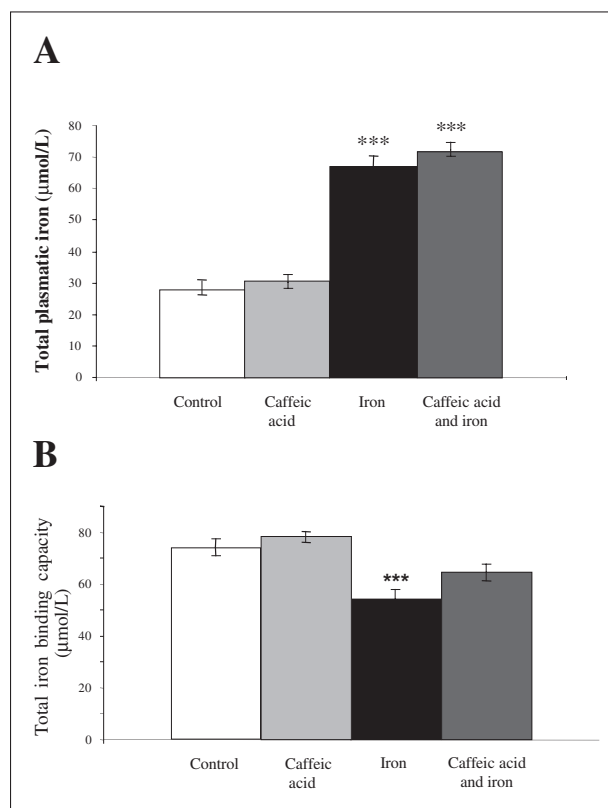 A
Total plasmatic iron (μmol/L)
80
70
60
50
40
30
20
10
0
***
***
Control
Caffeic
acid
Iron
Caffeic acid
and iron
B
Total iron binding capacity
(μmol/L)
80
60
40
20
0
***
Control
Caffeic
acid
Iron
Caffeic acid
and iron